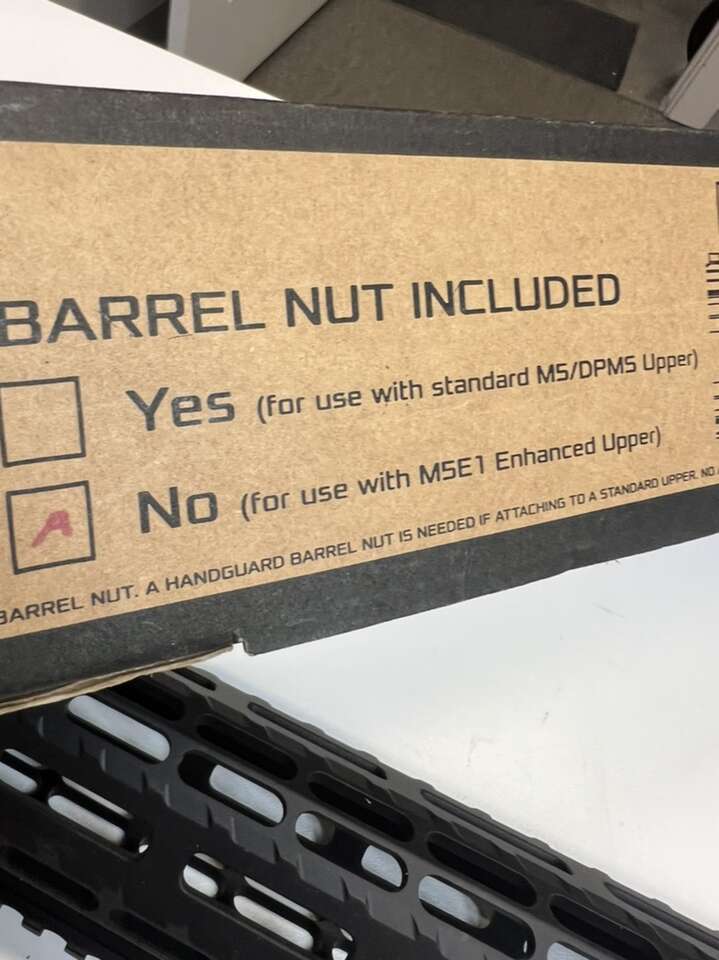 BARREL NUT INCLUDED
Yes (for use with standard M5/DPMS Upper)
A No (for use with M5E1 Enhanced Upper)
BARREL NUT. A HANDGUARD BARREL NUT IS NEEDED IF ATTACHING TO A STANDARD UPPER. NO